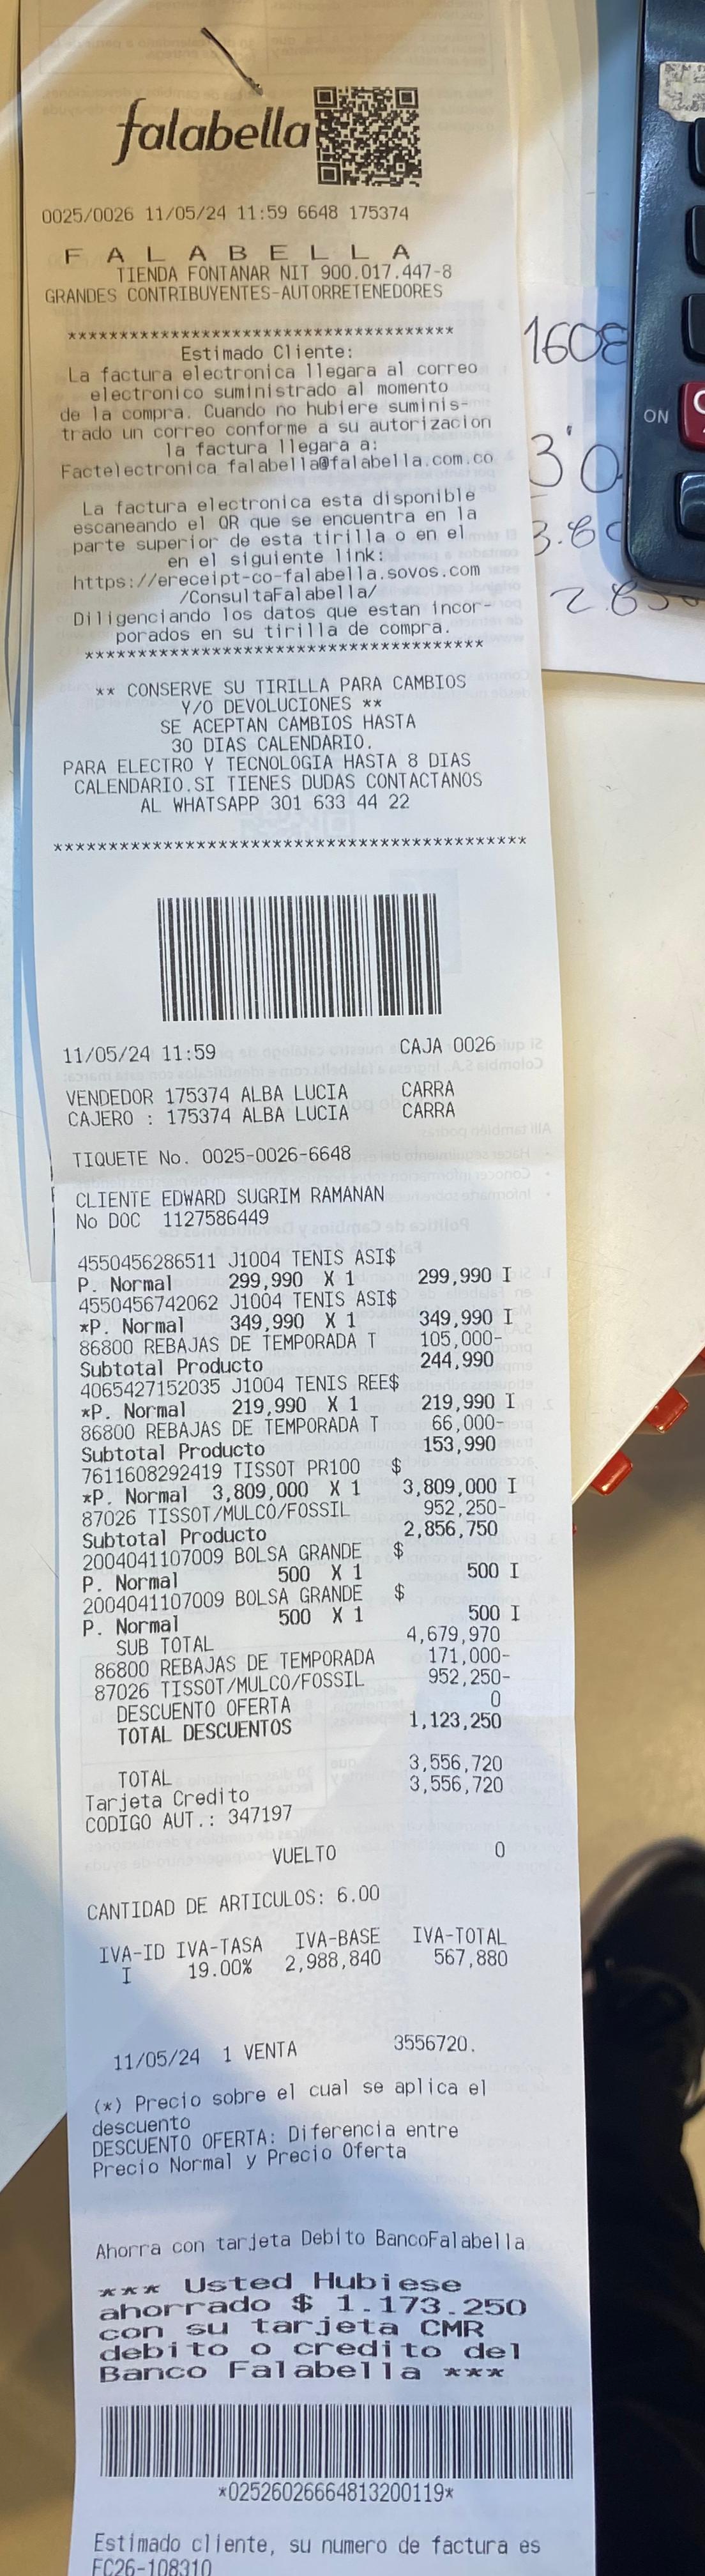 falabella
0025/0026 11/05/24 11:59 6648 175374
F A L A B E L L A
TIENDA FONTANAR NIT 900.017.447-8
GRANDES CONTRIBUYENTES-AUTORRETENEDORES
*************************************
Estimado Cliente:
La factura electronica llegara al correo
electronico suministrado al momento
de la compra. Cuando no hubiere suminis-
trado un correo conforme a su autorizacion
la factura llegara a:
Factelectronica_falabella@falabella.com.co
La factura electronica esta disponible
escaneando el QR que se encuentra en la
parte superior de esta tirilla o en el
en el siguiente link:
https://ereceipt-co-falabella.sovos.com
/ConsultaFalabella/
Diligenciando los datos que estan incor-
porados en su tirilla de compra.
**************************************
** CONSERVE SU TIRILLA PARA CAMBIOS
Y/O DEVOLUCIONES **
SE ACEPTAN CAMBIOS HASTA
30 DIAS CALENDARIO.
PARA ELECTRO Y TECNOLOGIA HASTA 8 DIAS
CALENDARIO.SI TIENES DUDAS CONTACTANOS
AL WHATSAPP 301 633 44 22
********************************************
11/05/24 11:59 CAJA 0026
VENDEDOR 175374 ALBA LUCIA CARRA
CAJERO : 175374 ALBA LUCIA CARRA
TIQUETE No. 0025-0026-6648
CLIENTE EDWARD SUGRIM RAMANAN
No DOC 1127586449
4550456286511 J1004 TENIS ASI$
P. Normal 299,990 X 1 299,990 I
4550456742062 J1004 TENIS ASI$
*P. Normal 349,990 X 1 349,990 I
86800 REBAJAS DE TEMPORADA T 105,000-
Subtotal Producto 244,990
4065427152035 J1004 TENIS REE$
*P. Normal 219,990 X 1 219,990 I
86800 REBAJAS DE TEMPORADA T 66,000-
Subtotal Producto 153,990
7611608292419 TISSOT PR100 $
*P. Normal 3,809,000 X 1 3,809,000 I
87026 TISSOT/MULCO/FOSSIL 952,250-
Subtotal Producto 2,856,750
2004041107009 BOLSA GRANDE $
P. Normal 500 X 1 500 I
2004041107009 BOLSA GRANDE $
P. Normal 500 X 1 500 I
SUB TOTAL 4,679,970
86800 REBAJAS DE TEMPORADA 171,000-
87026 TISSOT/MULCO/FOSSIL 952,250-
DESCUENTO OFERTA 0
TOTAL DESCUENTOS 1,123,250
TOTAL 3,556,720
Tarjeta Credito 3,556,720
CODIGO AUT.: 347197
VUELTO 0
CANTIDAD DE ARTICULOS: 6.00
IVA-ID IVA-TASA IVA-BASE IVA-TOTAL
I 19.00% 2,988,840 567,880
11/05/24 1 VENTA 3556720.
(*) Precio sobre el cual se aplica el
descuento
DESCUENTO OFERTA: Diferencia entre
Precio Normal y Precio Oferta
Ahorra con tarjeta Debito BancoFalabella
*** Usted Hubiese
ahorrado $ 1.173.250
con su tarjeta CMR
debito o credito del
Banco Falabella ***
*02526026664813200119*
Estimado cliente, su numero de factura es
FC26-108310
1608
ON